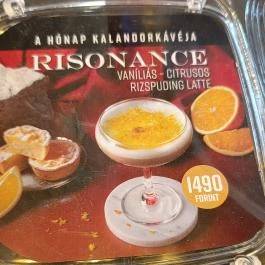 A HÓNAP KALANDORKÁVÉJA
RISONANCE
VANÍLIÁS - CITRUSOS
RIZSPUDING LATTE
1490
FORINT